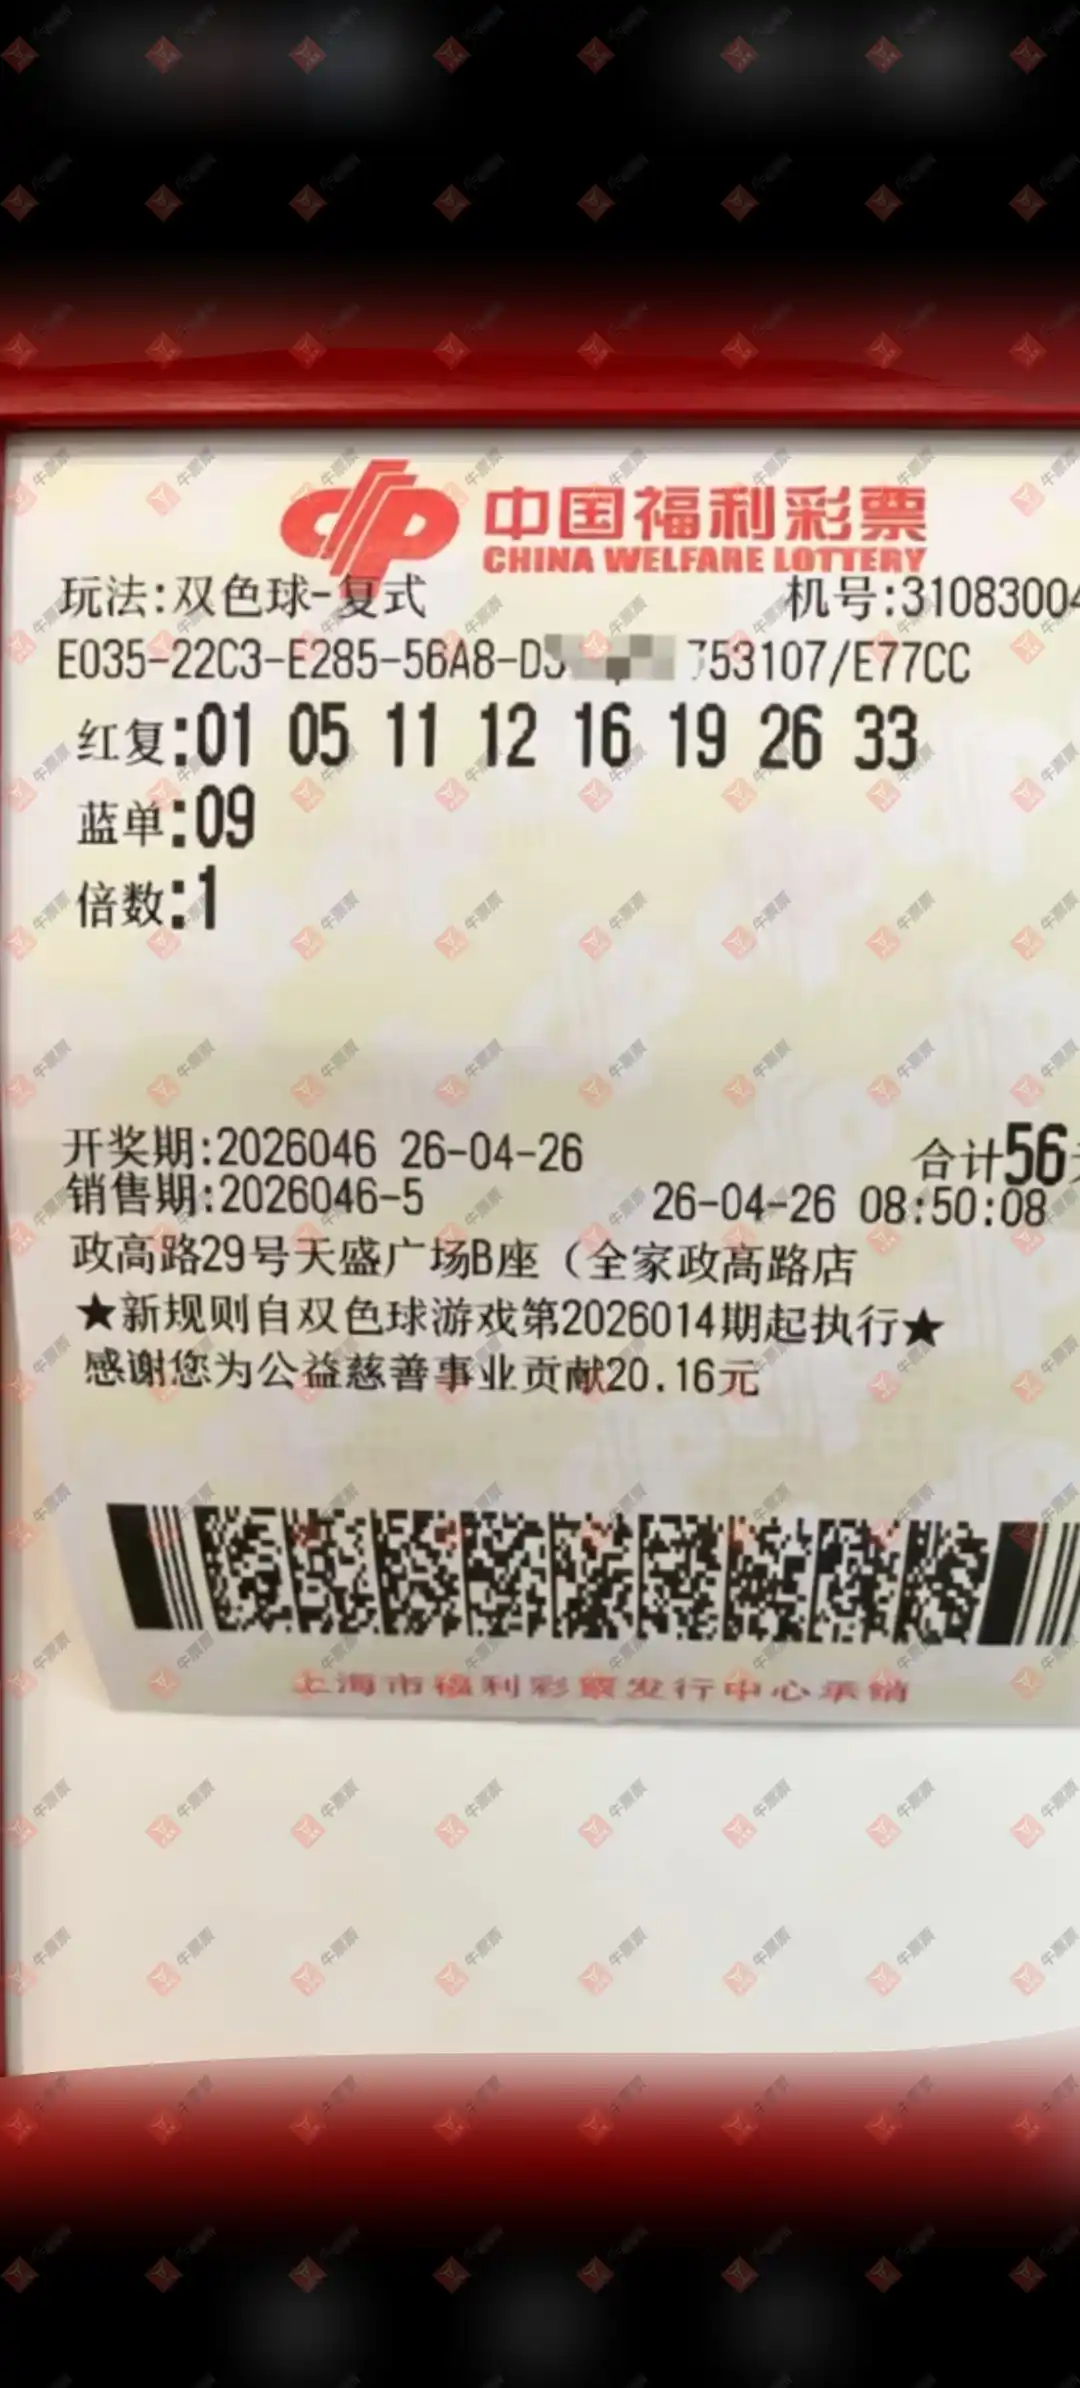 中国福利彩票
CHINA WELFARE LOTTERY
玩法:双色球-复式 机号:31083004
E035-22C3-E285-56A8-D 753107/E77CC
红复:01 05 11 12 16 19 26 33
蓝单:09
倍数:1
开奖期:2026046 26-04-26 合计56元
销售期:2026046-5 26-04-26 08:50:08
政高路29号天盛广场B座（全家政高路店
★新规则自双色球游戏第2026014期起执行★
感谢您为公益慈善事业贡献20.16元
上海市福利彩票发行中心承销
牛票票